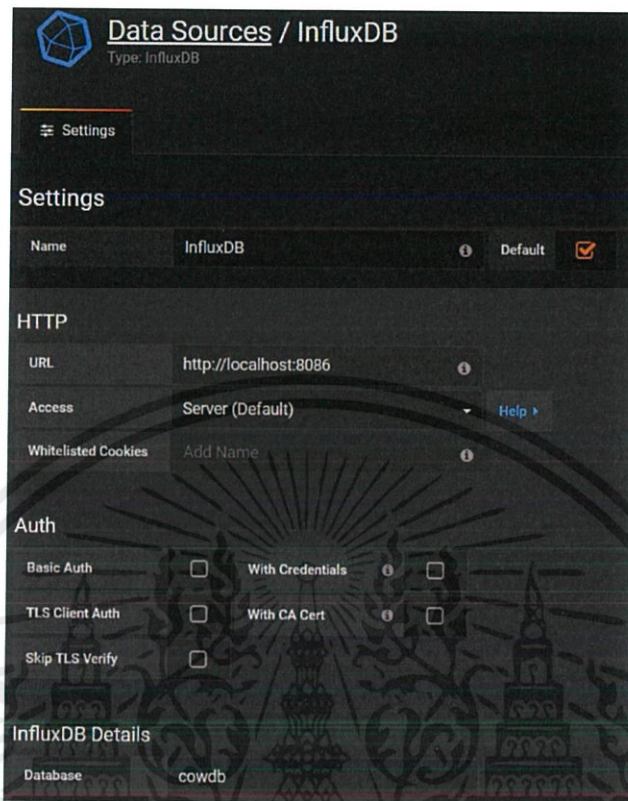 Data Sources / InfluxDB
Type: InfluxDB
Settings
Settings
Name InfluxDB Default
HTTP
URL http://localhost:8086
Access Server (Default) Help
Whitelisted Cookies Add Name
Auth
Basic Auth With Credentials
TLS Client Auth With CA Cert
Skip TLS Verify
InfluxDB Details
Database cowdb